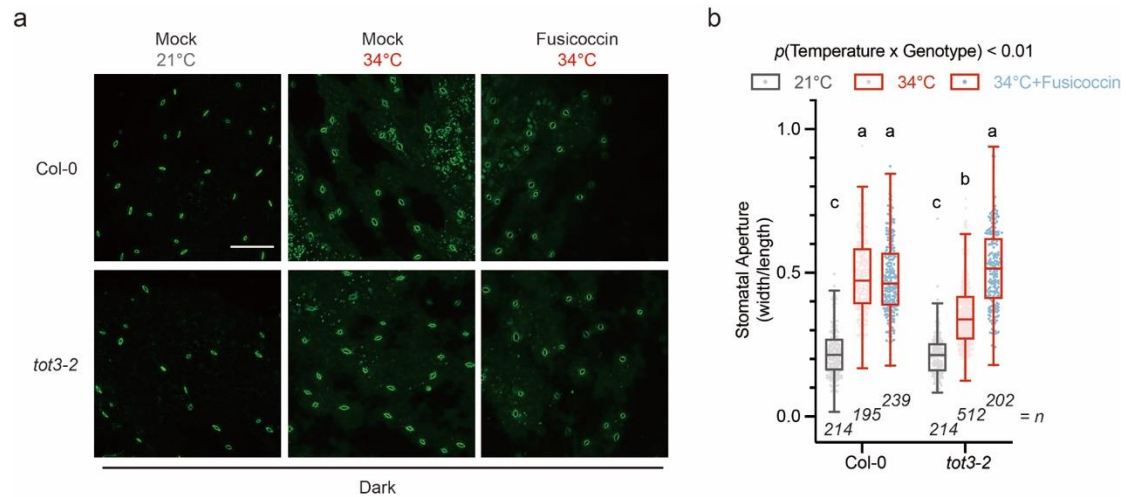 a
Mock
21°C
Mock
34°C
Fusicoccin
34°C
Col-0
tot3-2
Dark
b
p(Temperature x Genotype) < 0.01
21°C
34°C
34°C+Fusicoccin
Stomatal Aperture
(width/length)
1.0
0.5
0.0
c
a
a
c
b
a
214
195
239
214
512
202
= n
Col-0
tot3-2